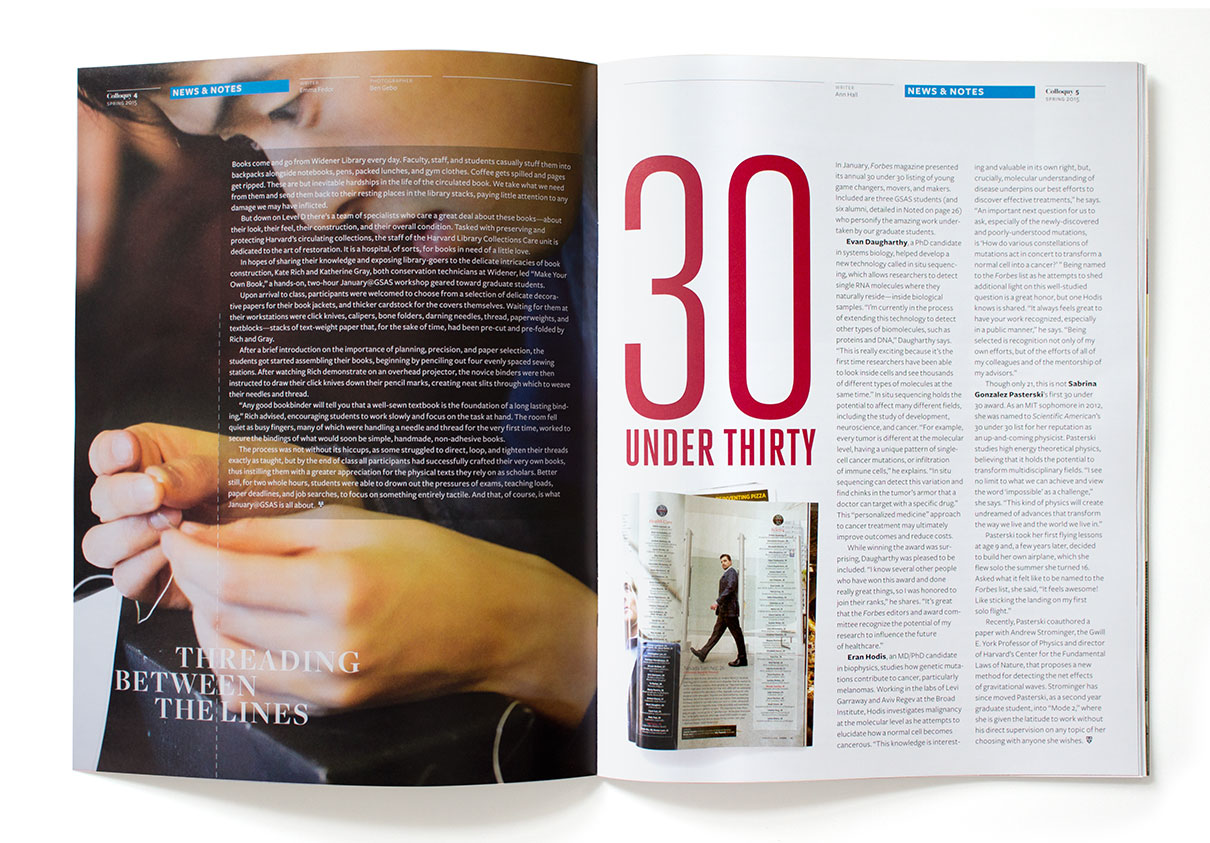 Colloquy 4
SPRING 2015
NEWS & NOTES
WRITER
Emma Fedor
PHOTOGRAPHER
Ben Gebo
Books come and go from Widener Library every day. Faculty, staff, and students casually stuff them into
backpacks alongside notebooks, pens, packed lunches, and gym clothes. Coffee gets spilled and pages
get ripped. These are but inevitable hardships in the life of the circulated book. We take what we need
from them and send them back to their resting places in the library stacks, paying little attention to any
damage we may have inflicted.
But down on Level D there's a team of specialists who care a great deal about these books—about
their look, their feel, their construction, and their overall condition. Tasked with preserving and
protecting Harvard's circulating collections, the staff of the Harvard Library Collections Care unit is
dedicated to the art of restoration. It is a hospital, of sorts, for books in need of a little love.
In hopes of sharing their knowledge and exposing library-goers to the delicate intricacies of book
construction, Kate Rich and Katherine Gray, both conservation technicians at Widener, led "Make Your
Own Book," a hands-on, two-hour January@GSAS workshop geared toward graduate students.
Upon arrival to class, participants were welcomed to choose from a selection of delicate decora-
tive papers for their book jackets, and thicker cardstock for the covers themselves. Waiting for them at
their workstations were click knives, calipers, bone folders, darning needles, thread, paperweights, and
textblocks—stacks of text-weight paper that, for the sake of time, had been pre-cut and pre-folded by
Rich and Gray.
After a brief introduction on the importance of planning, precision, and paper selection, the
students got started assembling their books, beginning by penciling out four evenly spaced sewing
stations. After watching Rich demonstrate on an overhead projector, the novice binders were then
instructed to draw their click knives down their pencil marks, creating neat slits through which to weave
their needles and thread.
"Any good bookbinder will tell you that a well-sewn textblock is the foundation of a long lasting bind-
ing," Rich advised, encouraging students to work slowly and focus on the task at hand. The room fell
quiet as busy fingers, many of which were handling a needle and thread for the very first time, worked to
secure the bindings of what would soon be simple, handmade, non-adhesive books.
The process was not without its hiccups, as some struggled to direct, loop, and tighten their threads
exactly as taught, but by the end of class all participants had successfully crafted their very own books,
thus instilling them with a greater appreciation for the physical texts they rely on as scholars. Better
still, for two whole hours, students were able to drown out the pressures of exams, teaching loads,
paper deadlines, and job searches, to focus on something entirely tactile. And that, of course, is what
January@GSAS is all about.
THREADING
BETWEEN
THE LINES
WRITER
Ann Hall
NEWS & NOTES
Colloquy 5
SPRING 2015
30
UNDER THIRTY
REINVENTING PIZZA
In January, Forbes magazine presented
its annual 30 under 30 listing of young
game changers, movers, and makers.
Included are three GSAS students (and
six alumni, detailed in Noted on page 26)
who personify the amazing work under-
taken by our graduate students.
Evan Daugharthy, a PhD candidate
in systems biology, helped develop a
new technology called in situ sequenc-
ing, which allows researchers to detect
single RNA molecules where they
naturally reside—inside biological
samples. "I'm currently in the process
of extending this technology to detect
other types of biomolecules, such as
proteins and DNA," Daugharthy says.
"This is really exciting because it's the
first time researchers have been able
to look inside cells and see thousands
of different types of molecules at the
same time." In situ sequencing holds the
potential to affect many different fields,
including the study of development,
neuroscience, and cancer. "For example,
every tumor is different at the molecular
level, having a unique pattern of single-
cell cancer mutations, or infiltration
of immune cells," he explains. "In situ
sequencing can detect this variation and
find chinks in the tumor's armor that a
doctor can target with a specific drug."
This "personalized medicine" approach
to cancer treatment may ultimately
improve outcomes and reduce costs.
While winning the award was sur-
prising, Daugharthy was pleased to be
included. "I know several other people
who have won this award and done
really great things, so I was honored to
join their ranks," he shares. "It's great
that the Forbes editors and award com-
mittee recognize the potential of my
research to influence the future
of healthcare."
Eran Hodis, an MD/PhD candidate
in biophysics, studies how genetic muta-
tions contribute to cancer, particularly
melanomas. Working in the labs of Levi
Garraway and Aviv Regev at the Broad
Institute, Hodis investigates malignancy
at the molecular level as he attempts to
elucidate how a normal cell becomes
cancerous. "This knowledge is interest-
ing and valuable in its own right, but,
crucially, molecular understanding of
disease underpins our best efforts to
discover effective treatments," he says.
"An important next question for us to
ask, especially of the newly-discovered
and poorly-understood mutations,
is 'How do various constellations of
mutations act in concert to transform a
normal cell into a cancer?' " Being named
to the Forbes list as he attempts to shed
additional light on this well-studied
question is a great honor, but one Hodis
knows is shared. "It always feels great to
have your work recognized, especially
in a public manner," he says. "Being
selected is recognition not only of my
own efforts, but of the efforts of all of
my colleagues and of the mentorship of
my advisors."
Though only 21, this is not Sabrina
Gonzalez Pasterski's first 30 under
30 award. As an MIT sophomore in 2012,
she was named to Scientific American's
30 under 30 list for her reputation as
an up-and-coming physicist. Pasterski
studies high energy theoretical physics,
believing that it holds the potential to
transform multidisciplinary fields. "I see
no limit to what we can achieve and view
the word 'impossible' as a challenge,"
she says. "This kind of physics will create
undreamed of advances that transform
the way we live and the world we live in."
Pasterski took her first flying lessons
at age 9 and, a few years later, decided
to build her own airplane, which she
flew solo the summer she turned 16.
Asked what it felt like to be named to the
Forbes list, she said, "It feels awesome!
Like sticking the landing on my first
solo flight."
Recently, Pasterski coauthored a
paper with Andrew Strominger, the Gwill
E. York Professor of Physics and director
of Harvard's Center for the Fundamental
Laws of Nature, that proposes a new
method for detecting the net effects
of gravitational waves. Strominger has
since moved Pasterski, as a second year
graduate student, into "Mode 2," where
she is given the latitude to work without
his direct supervision on any topic of her
choosing with anyone she wishes.